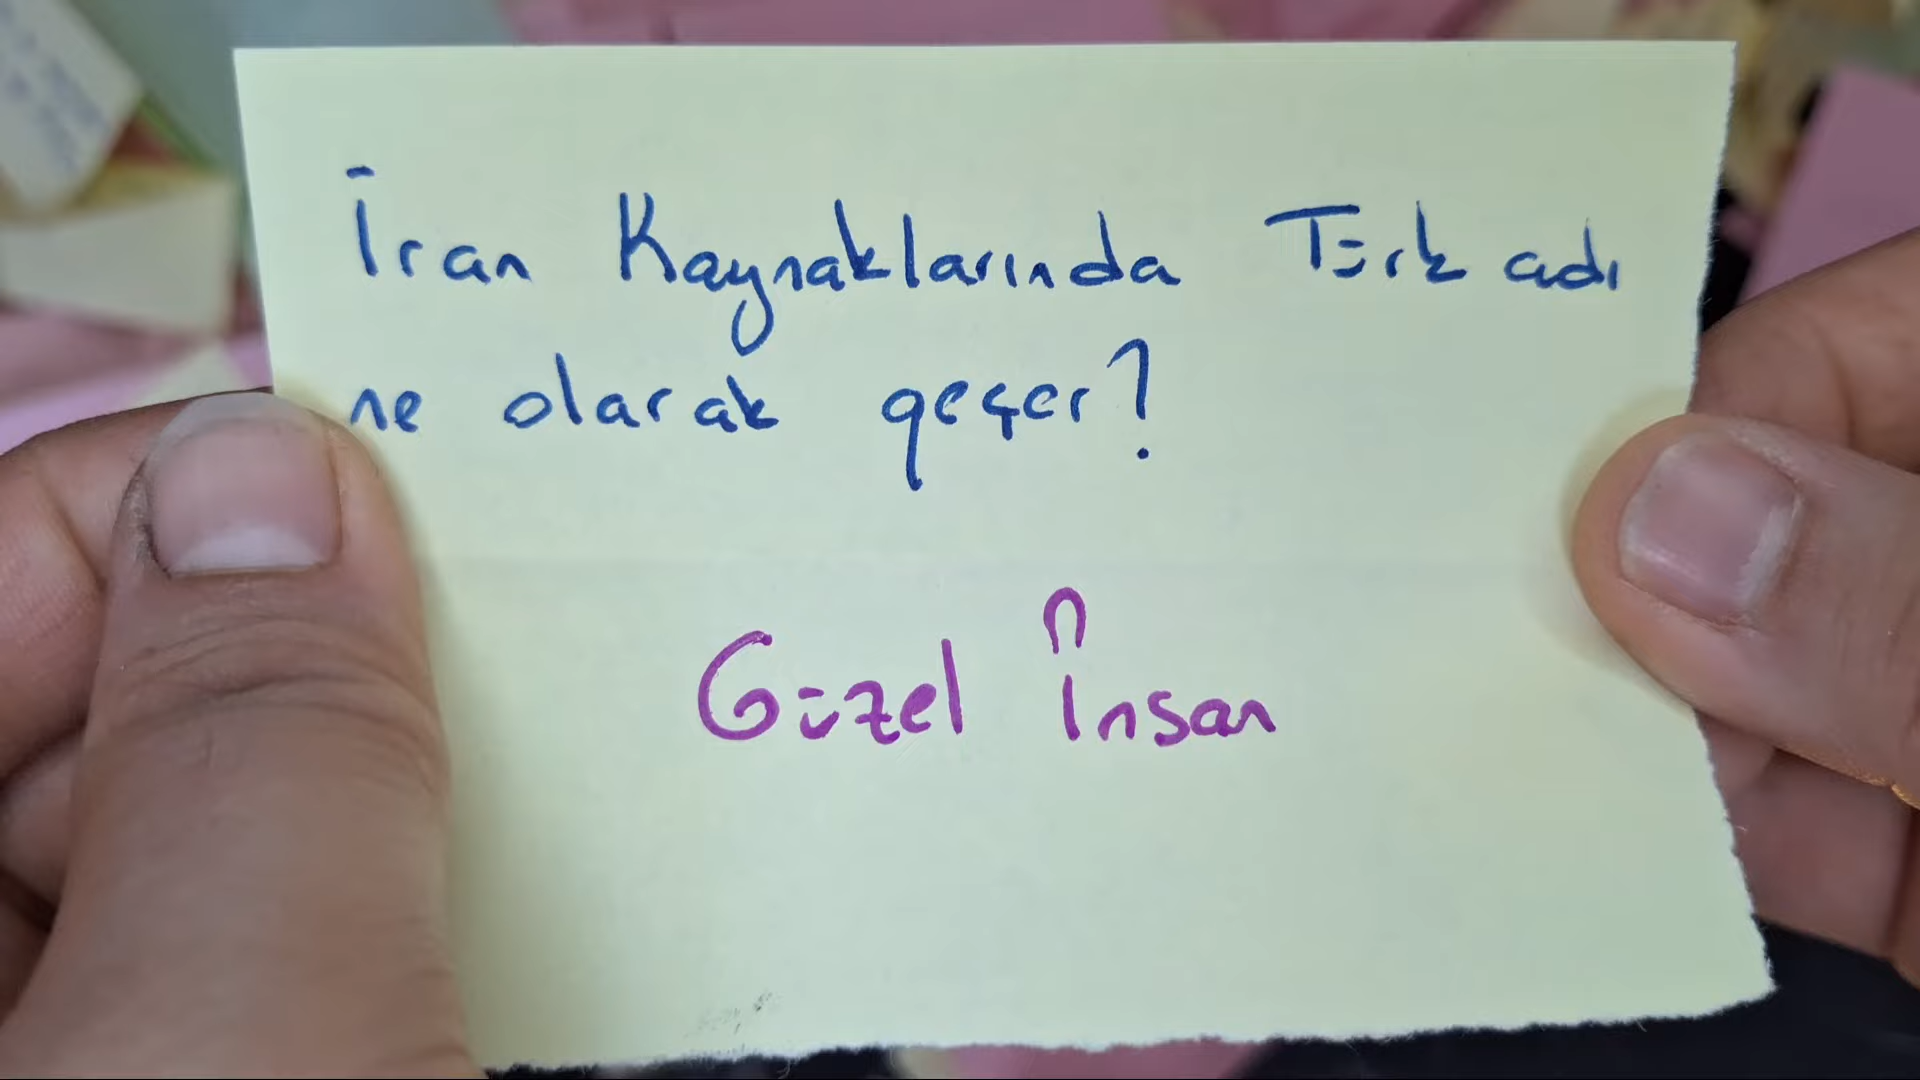 İran Kaynaklarında Türk adı
ne olarak geçer?
Güzel İnsan